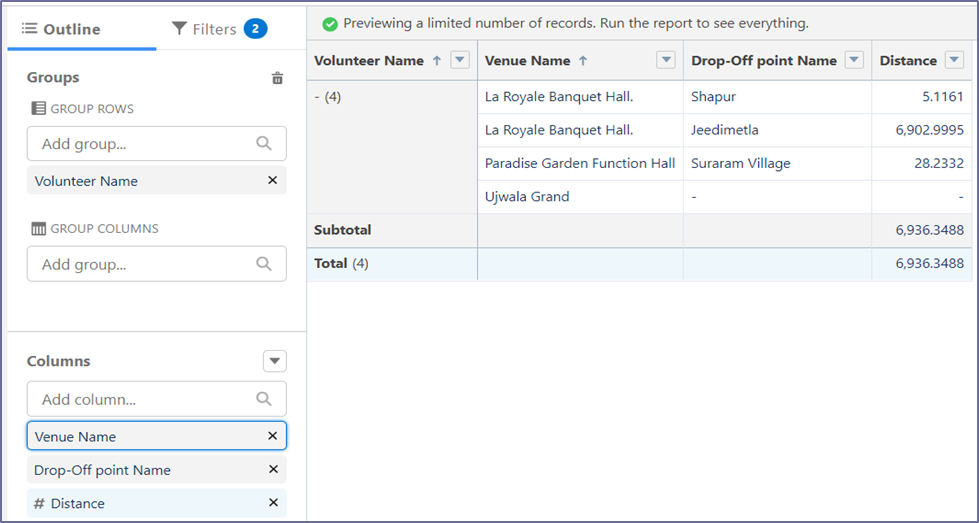 Outline
Filters 2
Groups
GROUP ROWS
Add group...
Volunteer Name
GROUP COLUMNS
Add group...
Columns
Add column...
Venue Name
Drop-Off point Name
# Distance
Previewing a limited number of records. Run the report to see everything.
Volunteer Name Venue Name Drop-Off point Name Distance
- (4) La Royale Banquet Hall. Shapur 5.1161
La Royale Banquet Hall. Jeedimetla 6,902.9995
Paradise Garden Function Hall Suraram Village 28.2332
Ujwala Grand - -
Subtotal 6,936.3488
Total (4) 6,936.3488